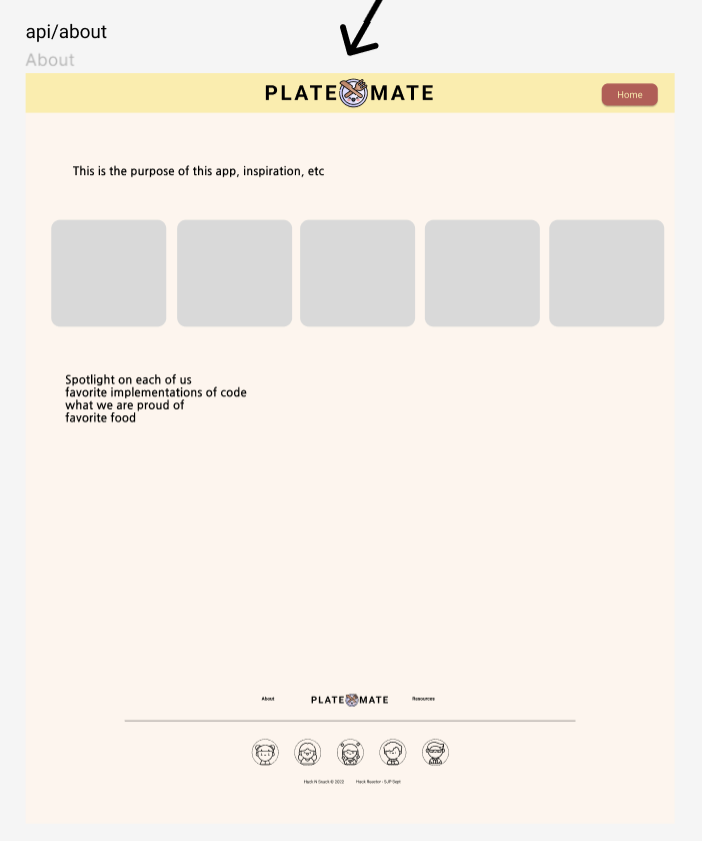 api/about
About
PLATE MATE
Home
This is the purpose of this app, inspiration, etc
Spotlight on each of us
favorite implementations of code
what we are proud of
favorite food
About PLATE MATE Resources
Hack N Snack © 2022 Hack Reactor - SJP Sept